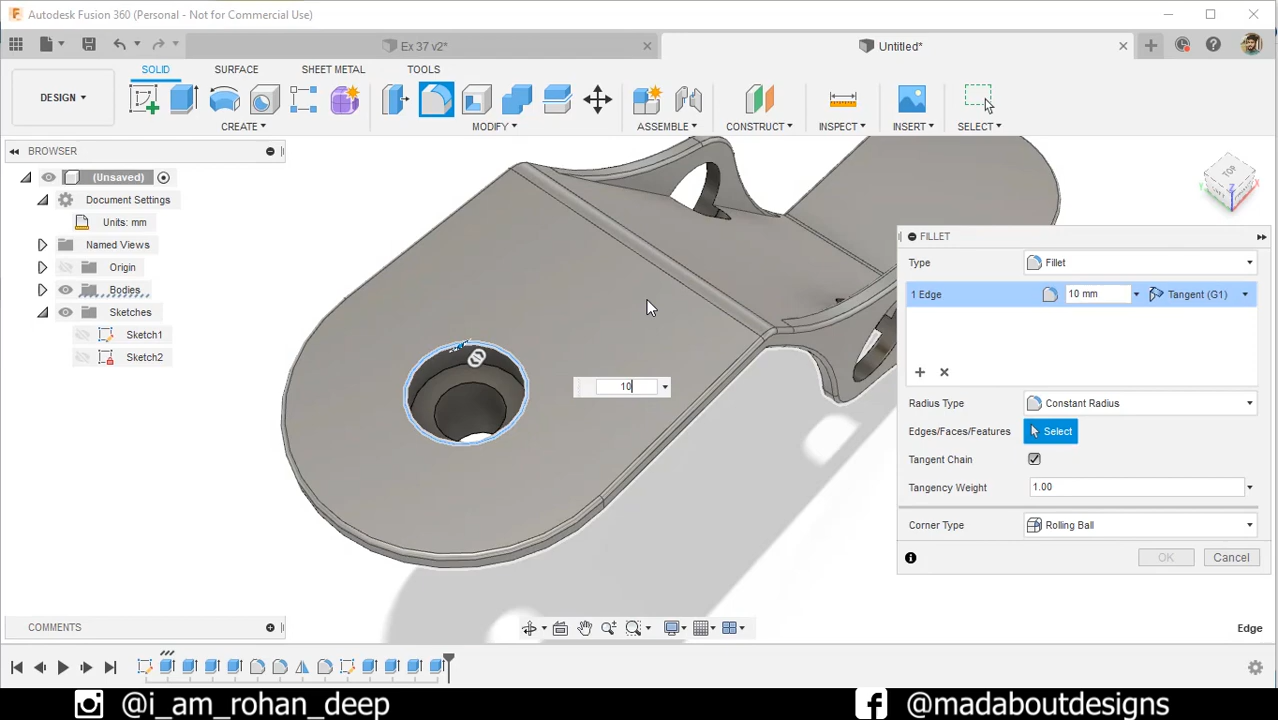 Autodesk Fusion 360 (Personal - Not for Commercial Use)
Ex 37 v2*
Untitled*
SOLID
SURFACE
SHEET METAL
TOOLS
DESIGN
CREATE
MODIFY
ASSEMBLE
CONSTRUCT
INSPECT
INSERT
SELECT
BROWSER
(Unsaved)
Document Settings
Units: mm
Named Views
Origin
Bodies
Sketches
Sketch1
Sketch2
TOP
10
FILLET
Type
Fillet
1 Edge
10 mm
Tangent (G1)
Radius Type
Constant Radius
Edges/Faces/Features
Select
Tangent Chain
Tangency Weight
1.00
Corner Type
Rolling Ball
OK
Cancel
COMMENTS
Edge
@i_am_rohan_deep
@madaboutdesigns